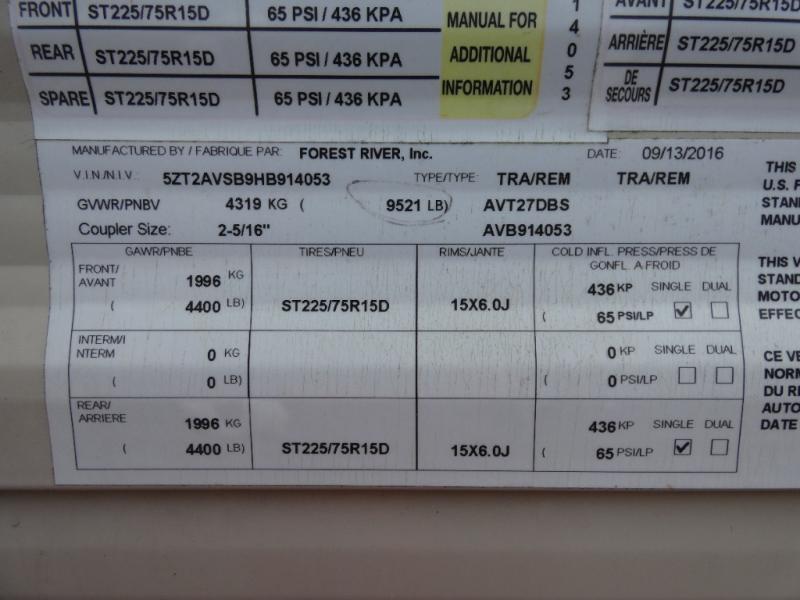 FRONT ST225/75R15D 65 PSI / 436 KPA
REAR ST225/75R15D 65 PSI / 436 KPA
SPARE ST225/75R15D 65 PSI / 436 KPA
MANUAL FOR
ADDITIONAL
INFORMATION
1
4
0
5
3
AVANT ST225/75R15D
ARRIÈRE ST225/75R15D
DE
SECOURS ST225/75R15D
MANUFACTURED BY / FABRIQUE PAR: FOREST RIVER, Inc. DATE: 09/13/2016
V.I.N./N.I.V.: 5ZT2AVSB9HB914053 TYPE/TYPE: TRA/REM TRA/REM
GVWR/PNBV 4319 KG ( 9521 LB) AVT27DBS
Coupler Size: 2-5/16" AVB914053
GAWR/PNBE TIRES/PNEU RIMS/JANTE COLD INFL. PRESS/PRESS DE
GONFL. A FROID
FRONT/
AVANT 1996 KG 436 KP SINGLE DUAL
( 4400 LB) ST225/75R15D 15X6.0J ( 65 PSI/LP
INTERM/I
NTERM 0 KG 0 KP SINGLE DUAL
( 0 LB) ( 0 PSI/LP
REAR/
ARRIERE 1996 KG 436 KP SINGLE DUAL
( 4400 LB) ST225/75R15D 15X6.0J ( 65 PSI/LP
THIS
U.S. F
STAN
MANU
THIS V
STAND
MOTO
EFFEC
CE VE
NORM
DU R
AUTO
DATE